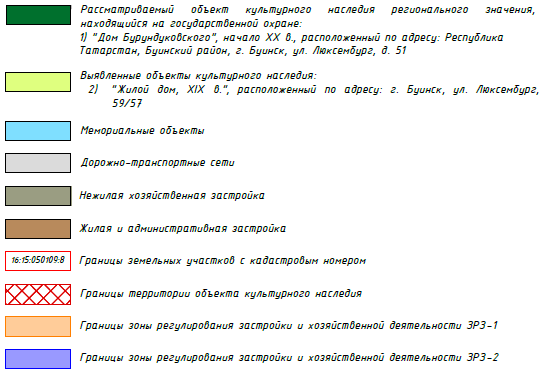 Рассматриваемый объект культурного наследия регионального значения,
находящийся на государственной охране:
1) "Дом Бурундуковского", начало XX в., расположенный по адресу: Республика
Татарстан, Буинский район, г. Буинск, ул. Люксембург, д. 51
Выявленные объекты культурного наследия:
2) "Жилой дом, XIX в.", расположенный по адресу: г. Буинск, ул. Люксембург,
59/57
Мемориальные объекты
Дорожно-транспортные сети
Нежилая хозяйственная застройка
Жилая и административная застройка
16:15:050109:8 Границы земельных участков с кадастровым номером
Границы территории объекта культурного наследия
Границы зоны регулирования застройки и хозяйственной деятельности ЗРЗ-1
Границы зоны регулирования застройки и хозяйственной деятельности ЗРЗ-2